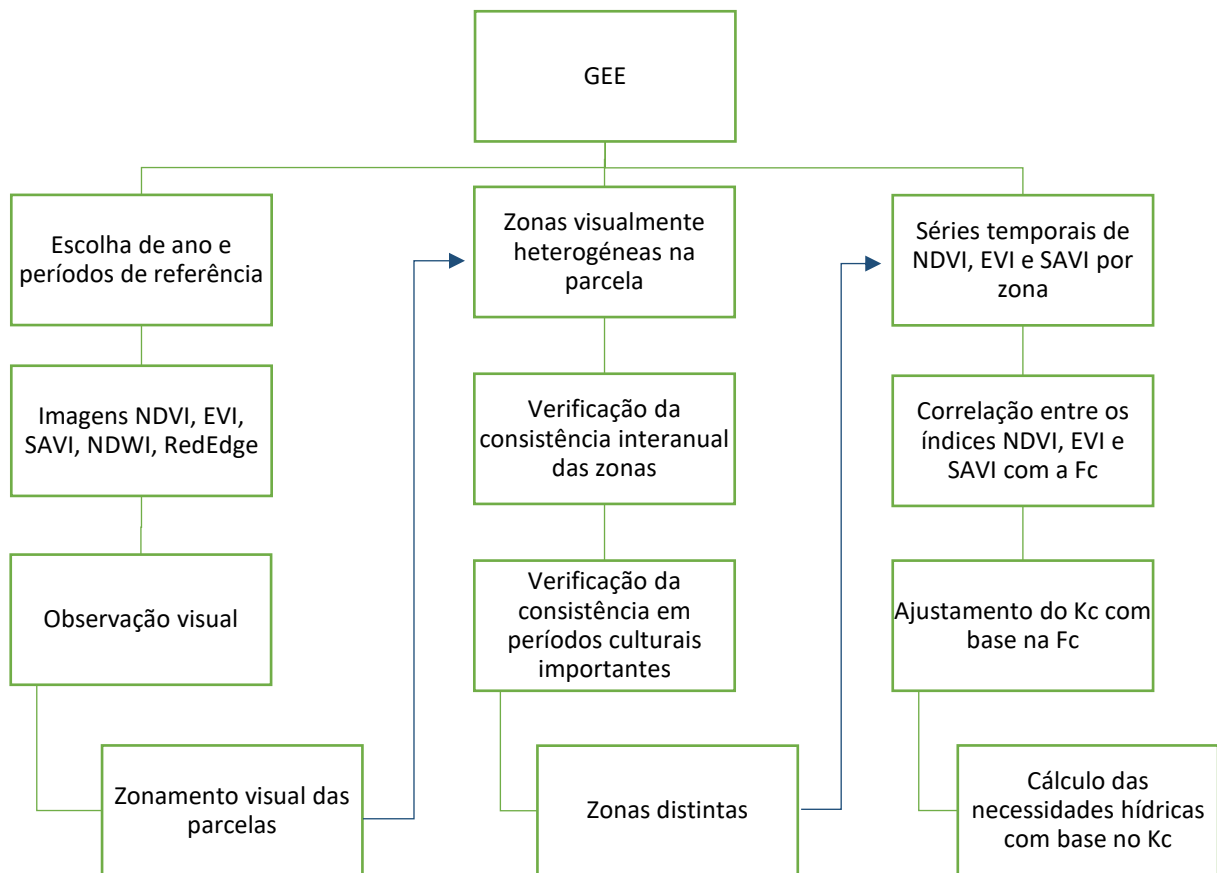 GEE
Escolha de ano e
períodos de referência
Imagens NDVI, EVI,
SAVI, NDWI, RedEdge
Observação visual
Zonamento visual das
parcelas
Zonas visualmente
heterogéneas na
parcela
Verificação da
consistência interanual
das zonas
Verificação da
consistência em
períodos culturais
importantes
Zonas distintas
Séries temporais de
NDVI, EVI e SAVI por
zona
Correlação entre os
índices NDVI, EVI e
SAVI com a Fc
Ajustamento do Kc com
base na Fc
Cálculo das
necessidades hídricas
com base no Kc